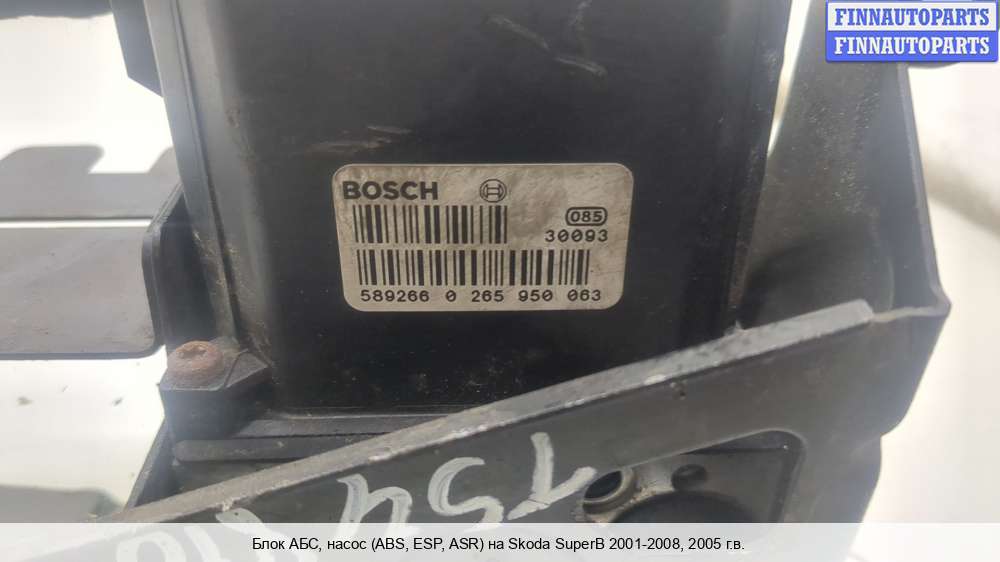 FINNAUTOPARTS
FINNAUTOPARTS
BOSCH
085
30093
589266 0 265 950 063
Блок АБС, насос (ABS, ESP, ASR) на Skoda SuperB 2001-2008, 2005 г.в.